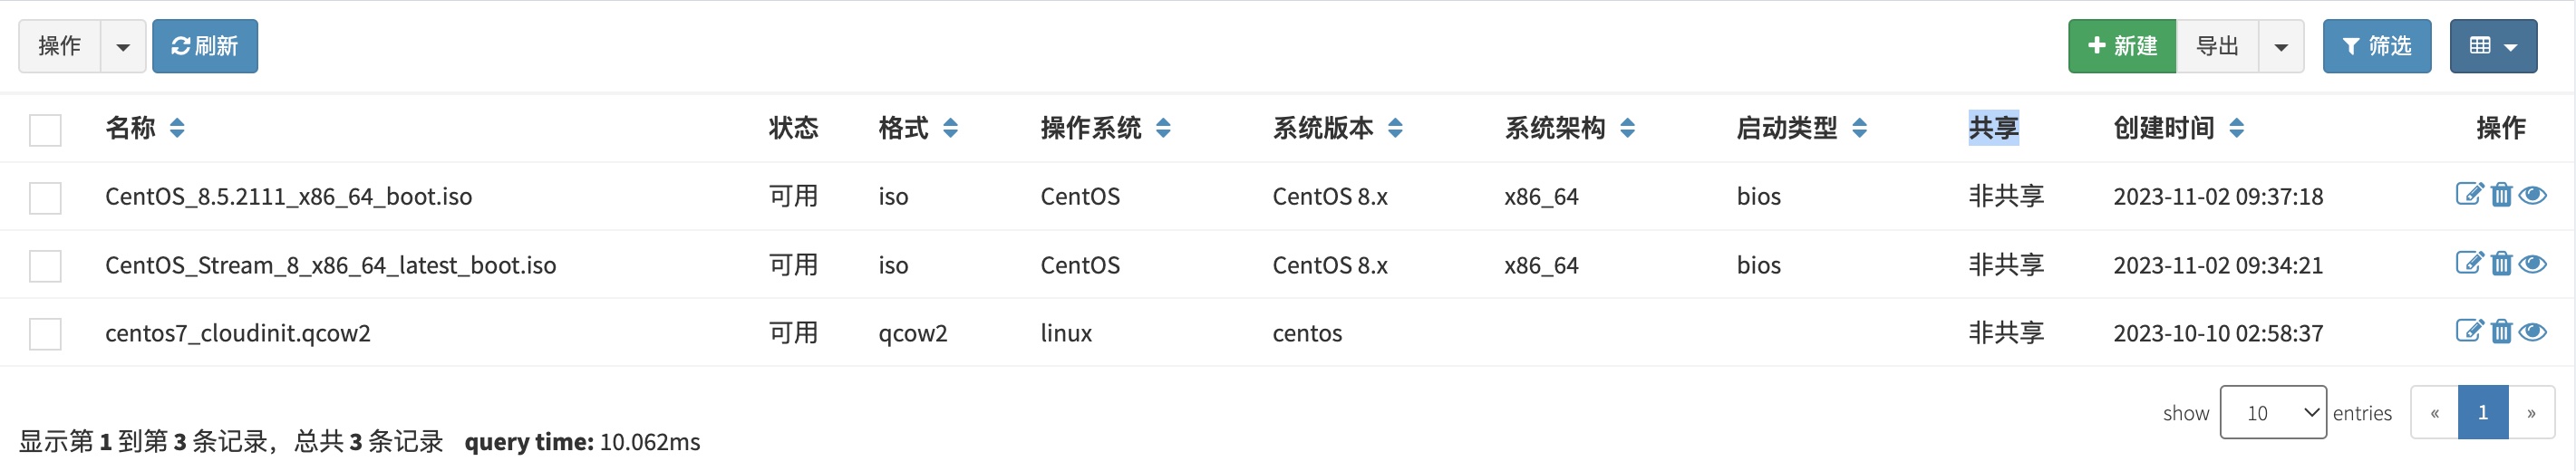 操作 刷新 新建 导出 筛选
名称 状态 格式 操作系统 系统版本 系统架构 启动类型 共享 创建时间 操作
CentOS_8.5.2111_x86_64_boot.iso 可用 iso CentOS CentOS 8.x x86_64 bios 非共享 2023-11-02 09:37:18
CentOS_Stream_8_x86_64_latest_boot.iso 可用 iso CentOS CentOS 8.x x86_64 bios 非共享 2023-11-02 09:34:21
centos7_cloudinit.qcow2 可用 qcow2 linux centos 非共享 2023-10-10 02:58:37
show 10 entries « 1 »
显示第 1 到第 3 条记录，总共 3 条记录 query time: 10.062ms